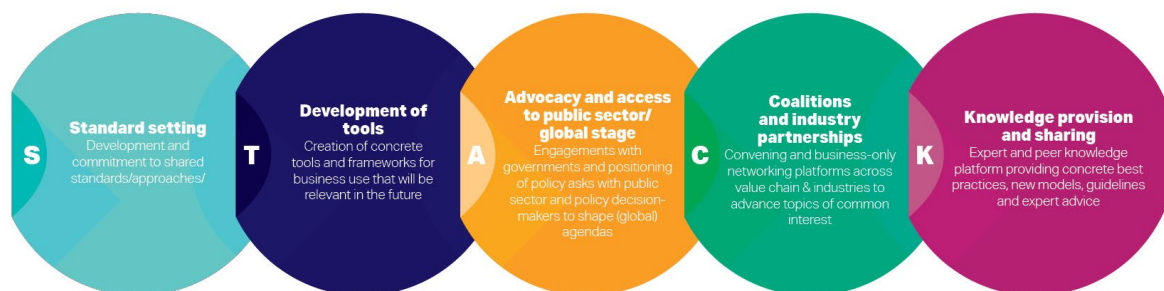 S
Standard setting
Development and
commitment to shared
standards/approaches/
T
Development of
tools
Creation of concrete
tools and frameworks for
business use that will be
relevant in the future
A
Advocacy and access
to public sector/
global stage
Engagements with
governments and positioning
of policy asks with public
sector and policy decision-
makers to shape (global)
agendas
C
Coalitions
and industry
partnerships
Convening and business-only
networking platforms across
value chain & industries to
advance topics of common
interest
K
Knowledge provision
and sharing
Expert and peer knowledge
platform providing concrete best
practices, new models, guidelines
and expert advice